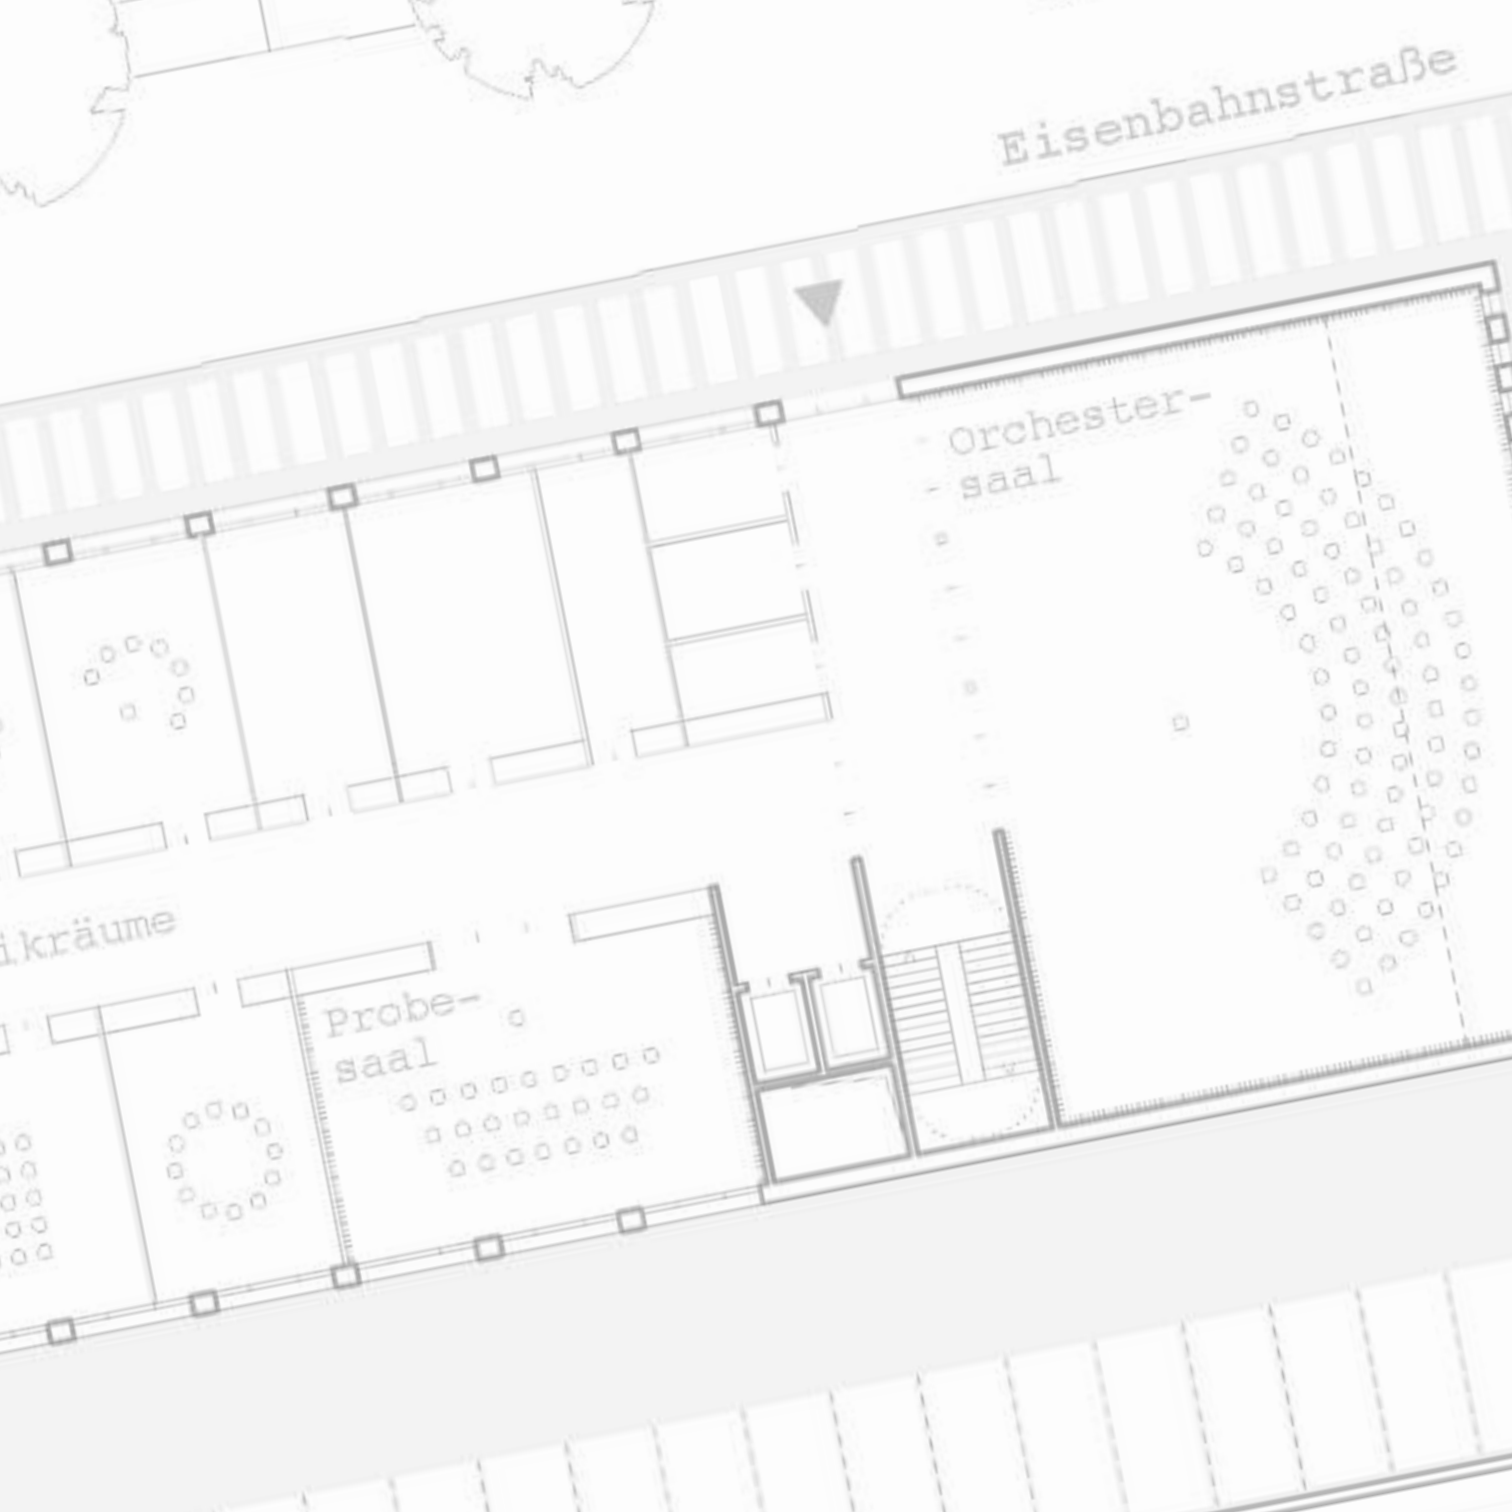 Eisenbahnstraße
Orchester-
saal
ikräume
Probe-
saal